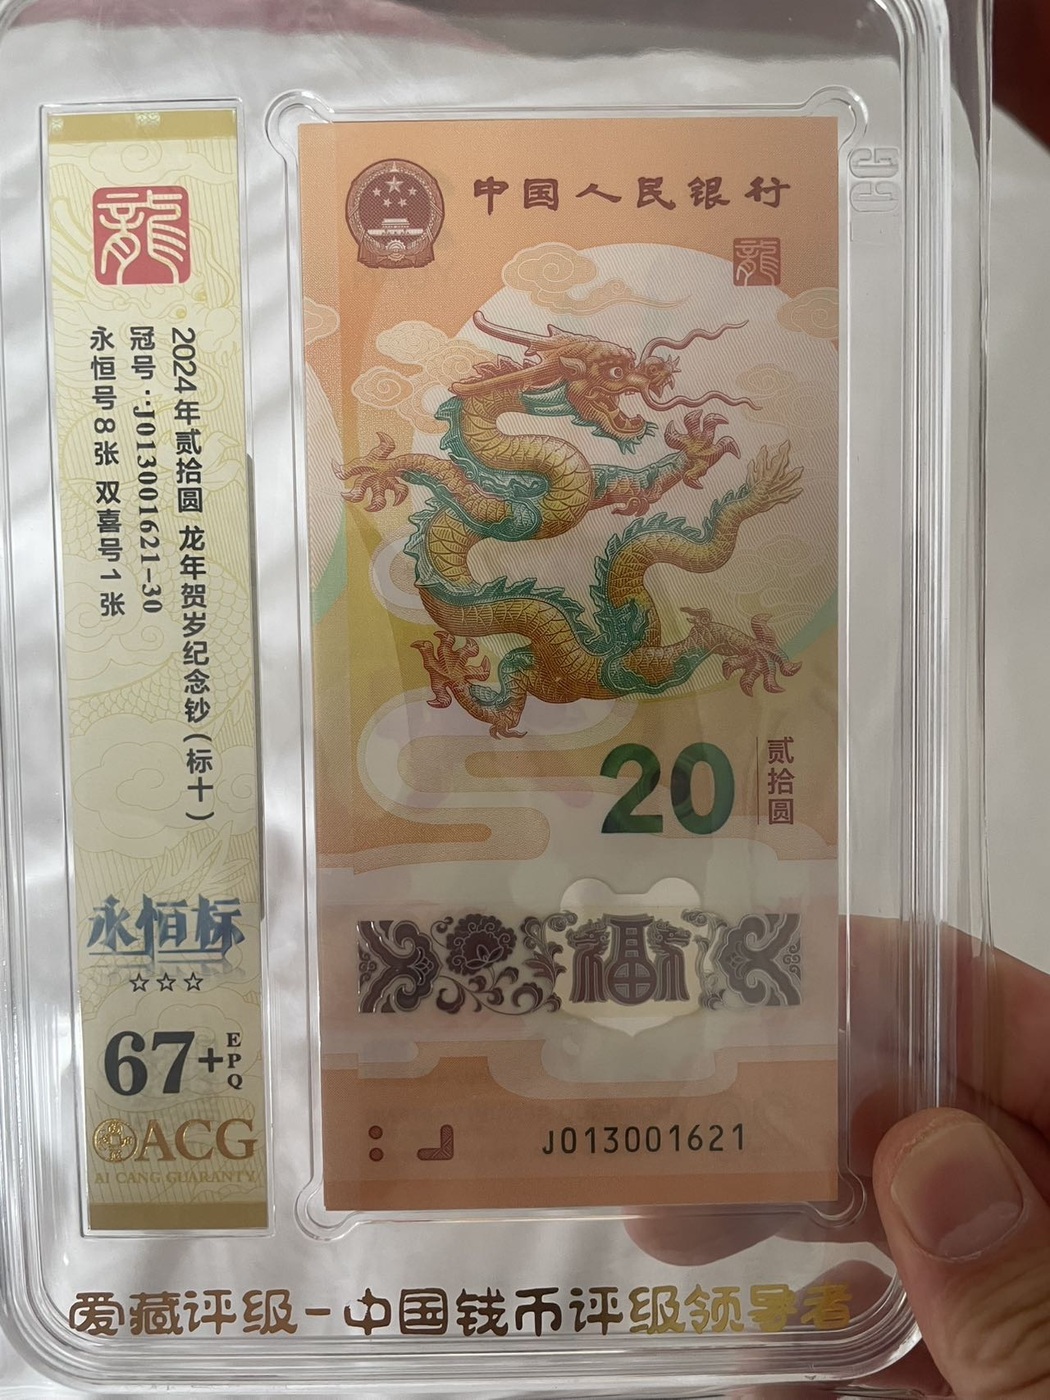 龍
2024年贰拾圆 龙年贺岁纪念钞(标十)
冠号:J013001621-30
永恒号8张 双喜号1张
永恒标
☆☆☆
67+
EPQ
ACG
AI CANG GUARANTY
中国人民银行
龍
20
贰拾圆
福
J013001621
爱藏评级-中国钱币评级领导者